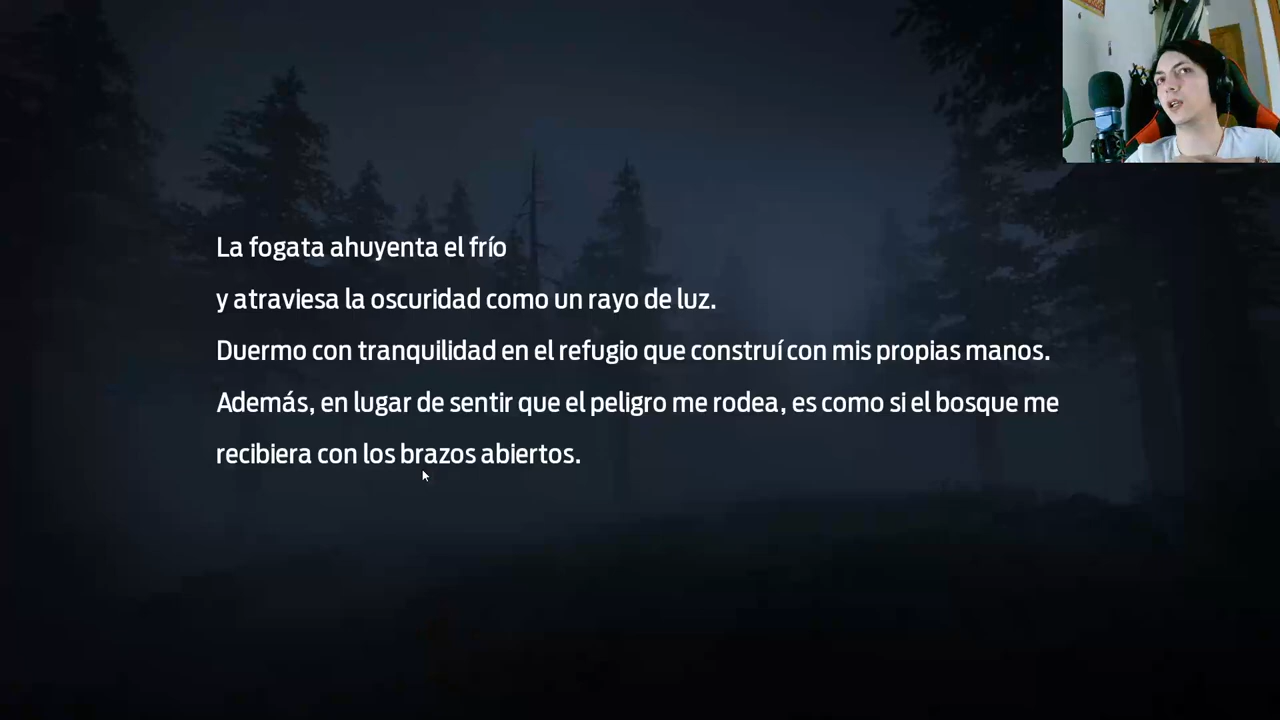 La fogata ahuyenta el frío
y atraviesa la oscuridad como un rayo de luz.
Duermo con tranquilidad en el refugio que construí con mis propias manos.
Además, en lugar de sentir que el peligro me rodea, es como si el bosque me
recibiera con los brazos abiertos.